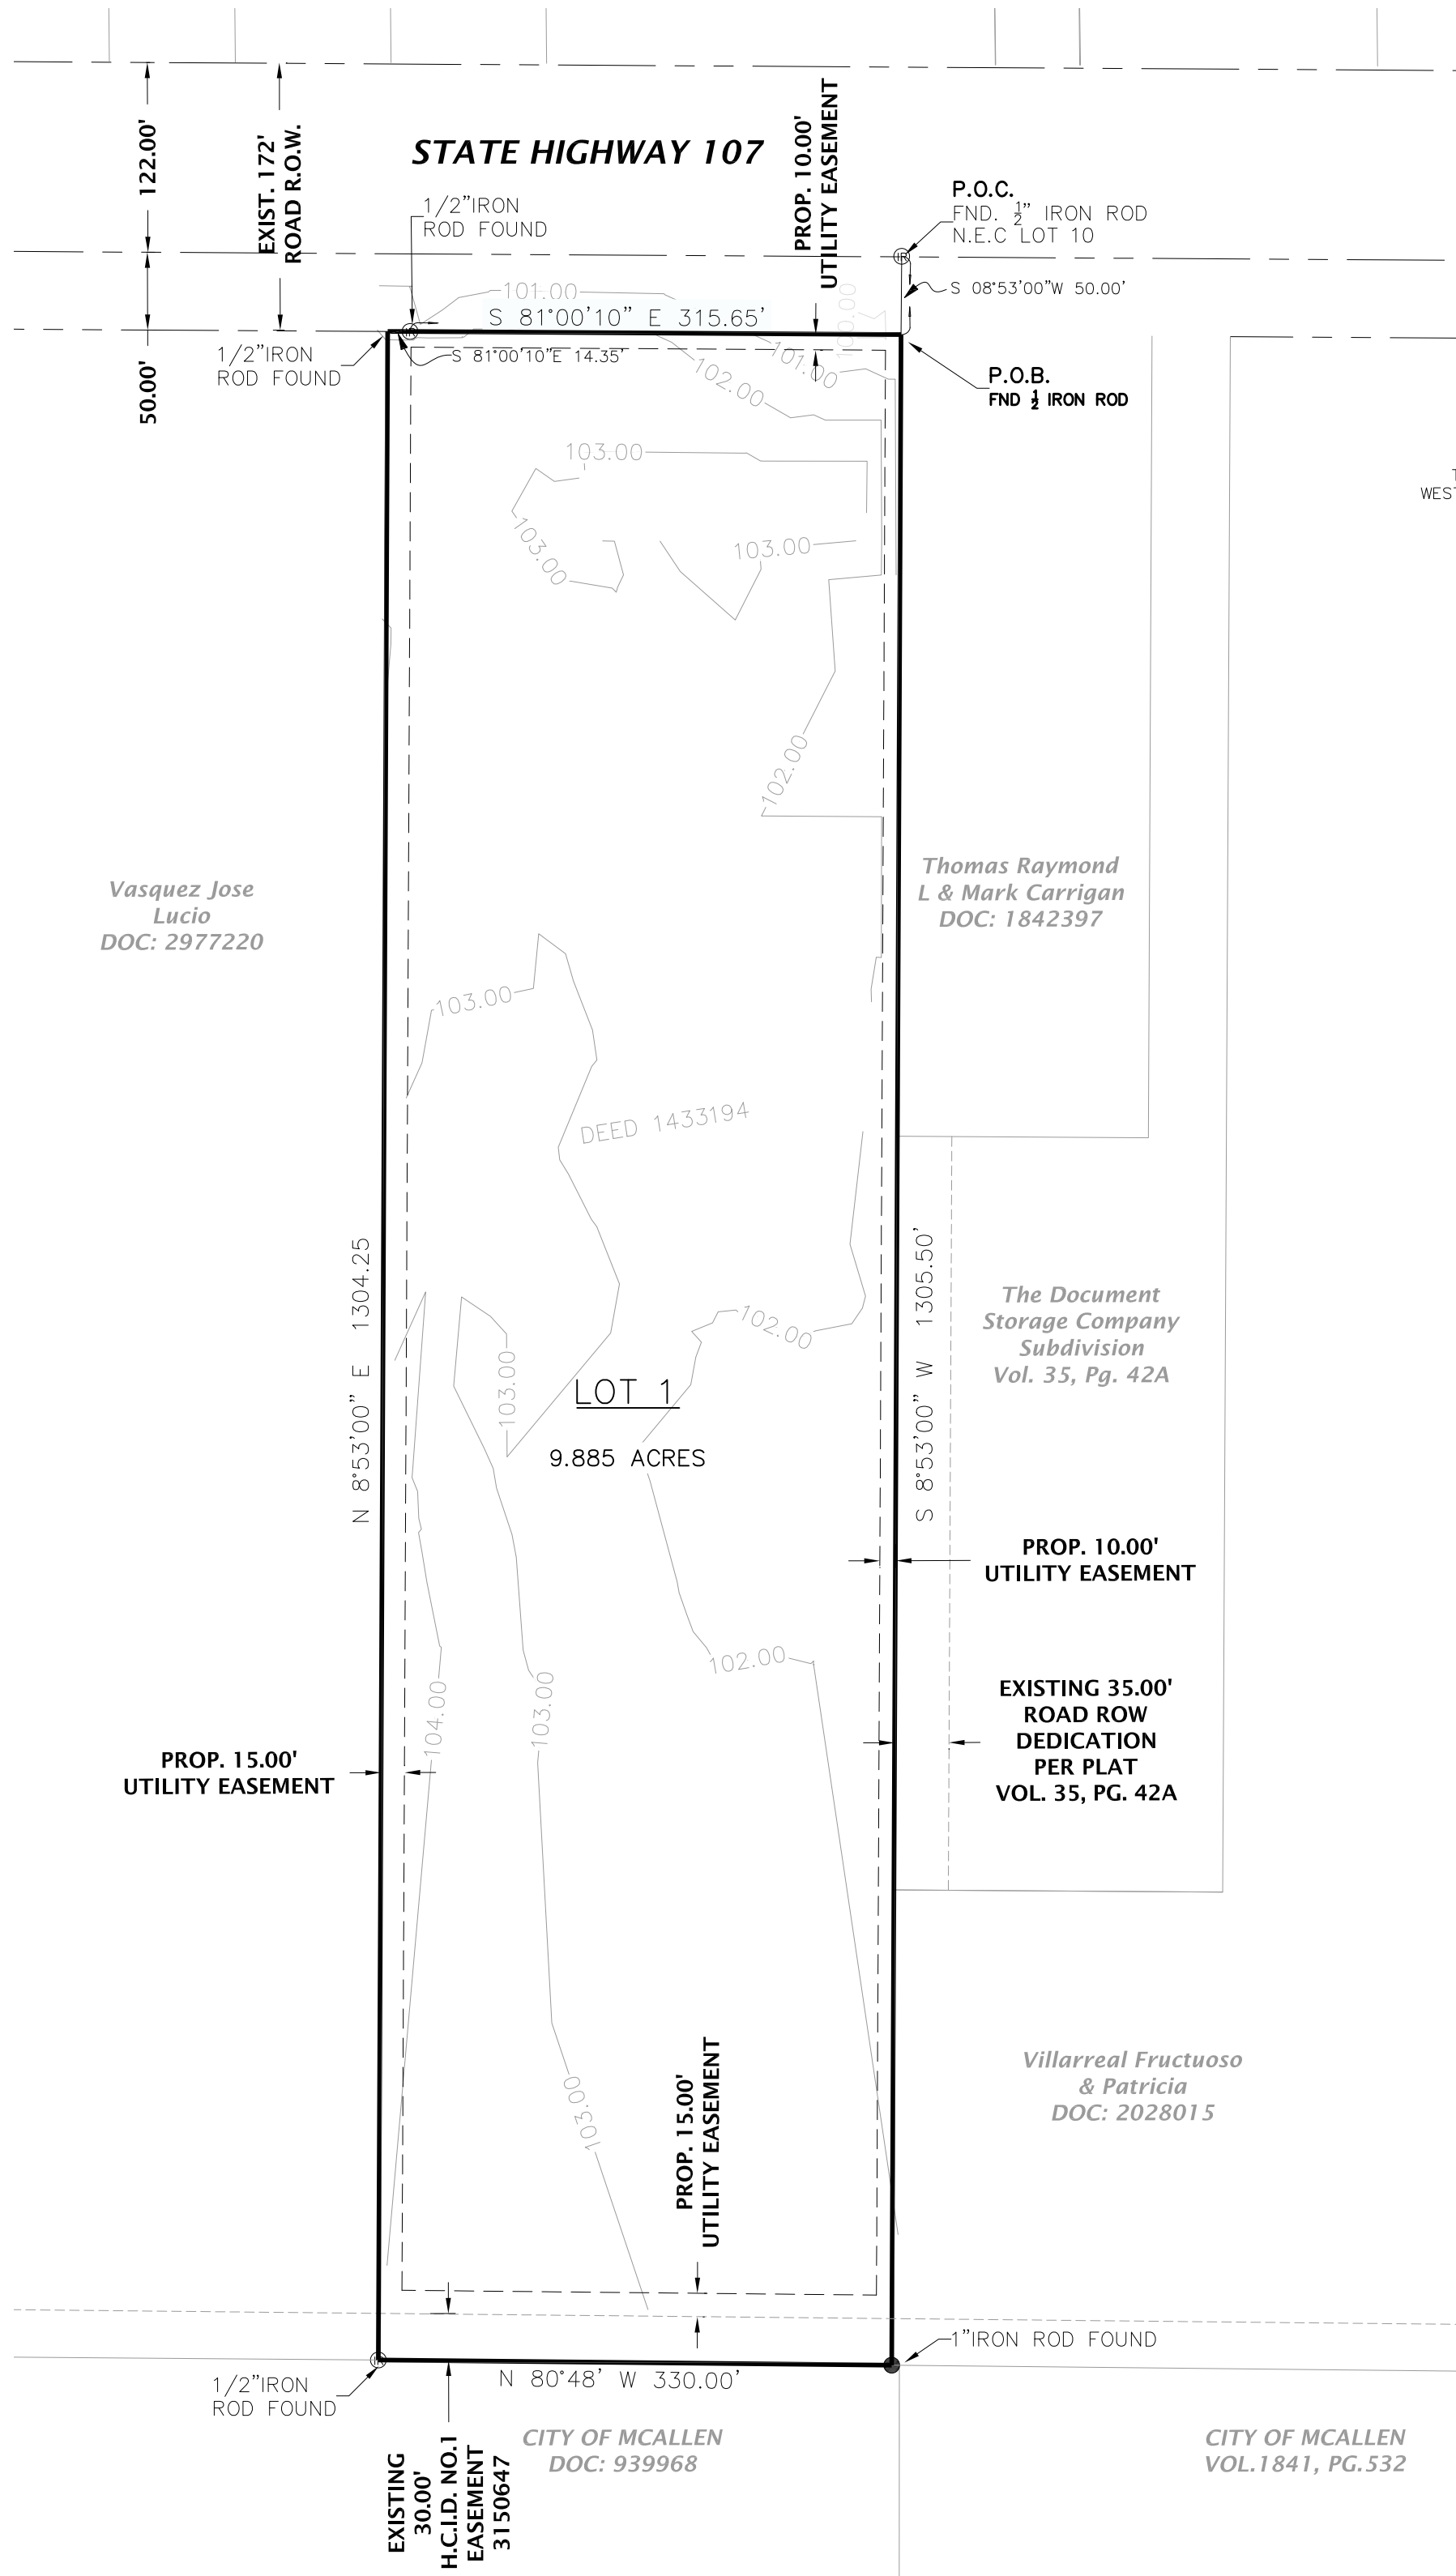 122.00'
EXIST. 172'
ROAD R.O.W.
STATE HIGHWAY 107
PROP. 10.00'
UTILITY EASEMENT
1/2"IRON
ROD FOUND
P.O.C.
FND. ½" IRON ROD
N.E.C LOT 10
IR
S 08°53'00"W 50.00'
101.00
100.00
S 81°00'10" E 315.65'
IR
1/2"IRON
ROD FOUND
S 81°00'10"E 14.35'
50.00'
101.00
102.00
P.O.B.
FND ½ IRON ROD
103.00
WEST
103.00
103.00
102.00
Vasquez Jose
Lucio
DOC: 2977220
Thomas Raymond
L & Mark Carrigan
DOC: 1842397
103.00
DEED 1433194
N 8°53'00" E 1304.25
S 8°53'00" W 1305.50'
The Document
Storage Company
Subdivision
Vol. 35, Pg. 42A
102.00
103.00
LOT 1
9.885 ACRES
PROP. 10.00'
UTILITY EASEMENT
102.00
104.00
103.00
EXISTING 35.00'
ROAD ROW
DEDICATION
PER PLAT
VOL. 35, PG. 42A
PROP. 15.00'
UTILITY EASEMENT
103.00
PROP. 15.00'
UTILITY EASEMENT
Villarreal Fructuoso
& Patricia
DOC: 2028015
1"IRON ROD FOUND
IR
1/2"IRON
ROD FOUND
N 80°48' W 330.00'
EXISTING
30.00'
H.C.I.D. NO.1
EASEMENT
3150647
CITY OF MCALLEN
DOC: 939968
CITY OF MCALLEN
VOL.1841, PG.532